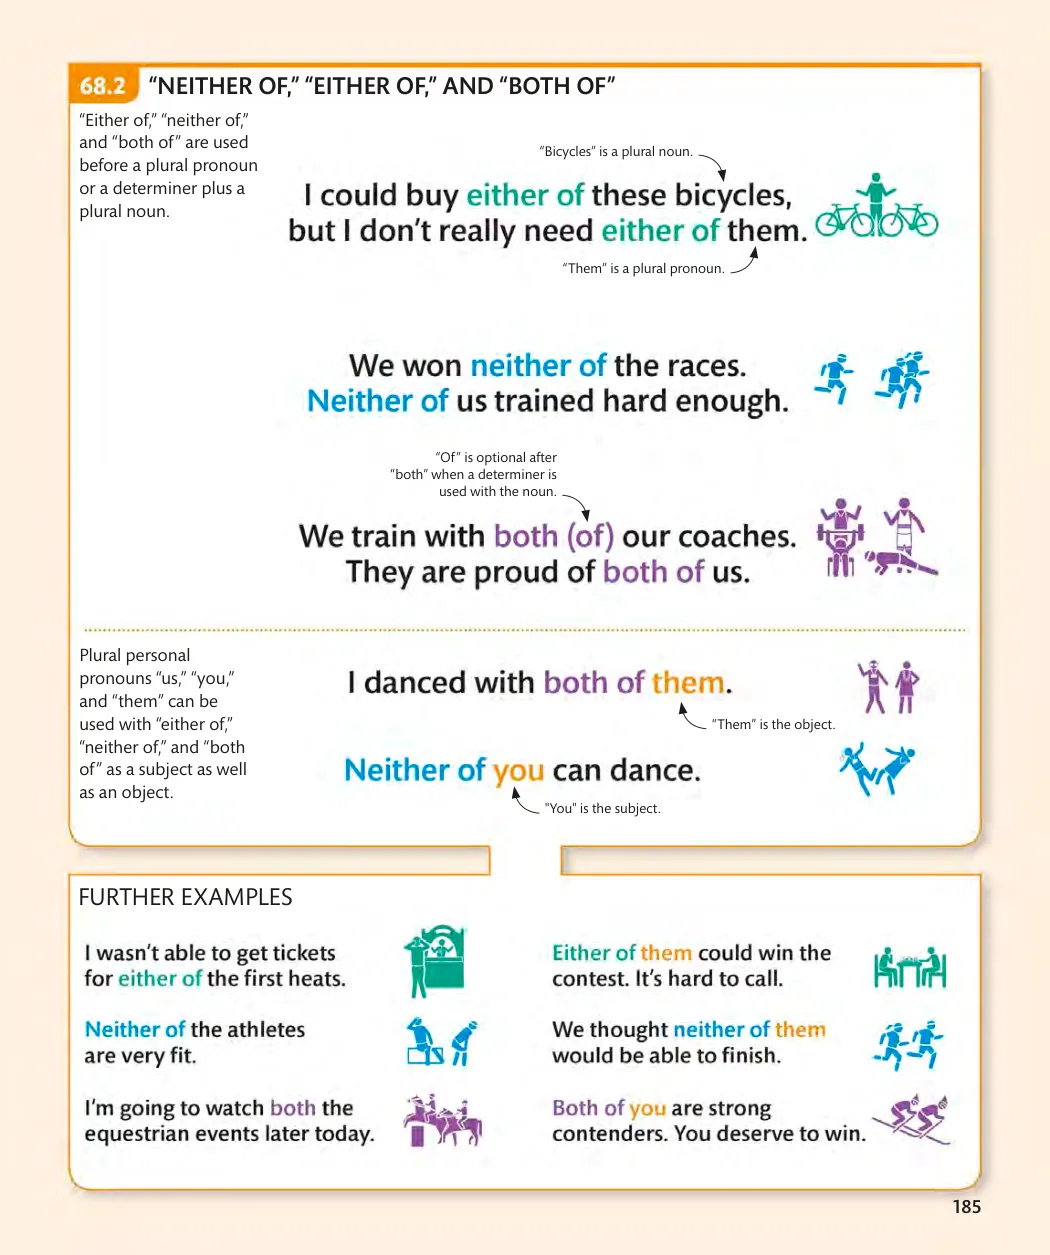 68.2 “NEITHER OF,” “EITHER OF,” AND “BOTH OF”
“Either of,” “neither of,”
and “both of” are used
before a plural pronoun
or a determiner plus a
plural noun.
“Bicycles” is a plural noun.
I could buy either of these bicycles,
but I don’t really need either of them.
“Them” is a plural pronoun.
We won neither of the races.
Neither of us trained hard enough.
“Of” is optional after
“both” when a determiner is
used with the noun.
We train with both (of) our coaches.
They are proud of both of us.
Plural personal
pronouns “us,” “you,”
and “them” can be
used with “either of,”
“neither of,” and “both
of” as a subject as well
as an object.
I danced with both of them.
“Them” is the object.
Neither of you can dance.
"You" is the subject.
FURTHER EXAMPLES
I wasn’t able to get tickets
for either of the first heats.
Neither of the athletes
are very fit.
I’m going to watch both the
equestrian events later today.
Either of them could win the
contest. It’s hard to call.
We thought neither of them
would be able to finish.
Both of you are strong
contenders. You deserve to win.
185